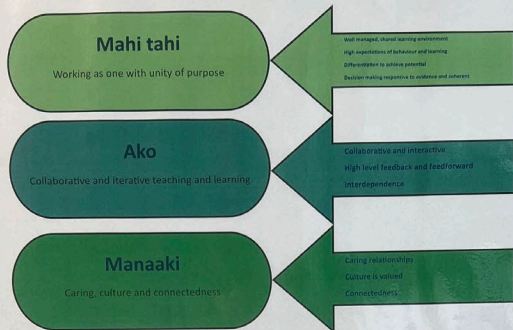 Mahi tahi
Working as one with unity of purpose
Well managed, shared learning environment
High expectations of behaviour and learning
Differentiation to achieve potential
Decision making responsive to evidence and coherent
Ako
Collaborative and iterative teaching and learning
Collaborative and interactive
High level feedback and feedforward
Interdependence
Manaaki
Caring, culture and connectedness
Caring relationships
Culture is valued
Connectedness